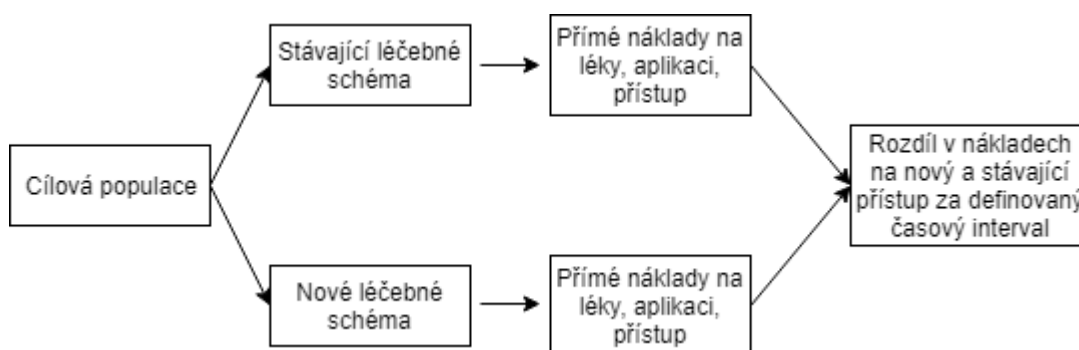 Cílová populace
Stávající léčebné
schéma
Přímé náklady na
léky, aplikaci,
přístup
Nové léčebné
schéma
Přímé náklady na
léky, aplikaci,
přístup
Rozdíl v nákladech
na nový a stávající
přístup za definovaný
časový interval